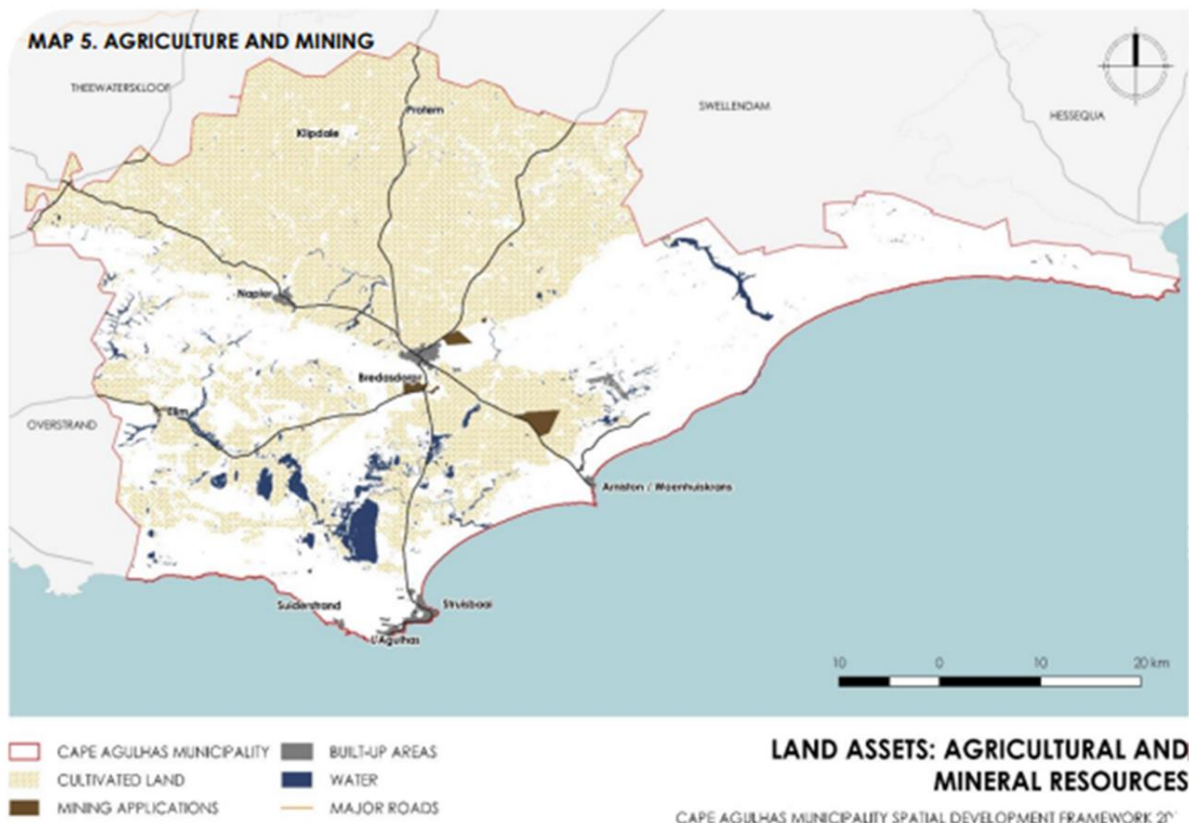 MAP 5. AGRICULTURE AND MINING
THEEWATERSKLOOF
SWELLENDAM
HESSEQUA
Protem
Klipdale
Napier
Bredasdorp
Elim
OVERSTRAND
Arniston / Waenhuiskrans
Suiderstrand
Struisbaai
L'Agulhas
10 0 10 20 km
CAPE AGULHAS MUNICIPALITY
CULTIVATED LAND
MINING APPLICATIONS
BUILT-UP AREAS
WATER
MAJOR ROADS
LAND ASSETS: AGRICULTURAL AND
MINERAL RESOURCES
CAPE AGULHAS MUNICIPALITY SPATIAL DEVELOPMENT FRAMEWORK